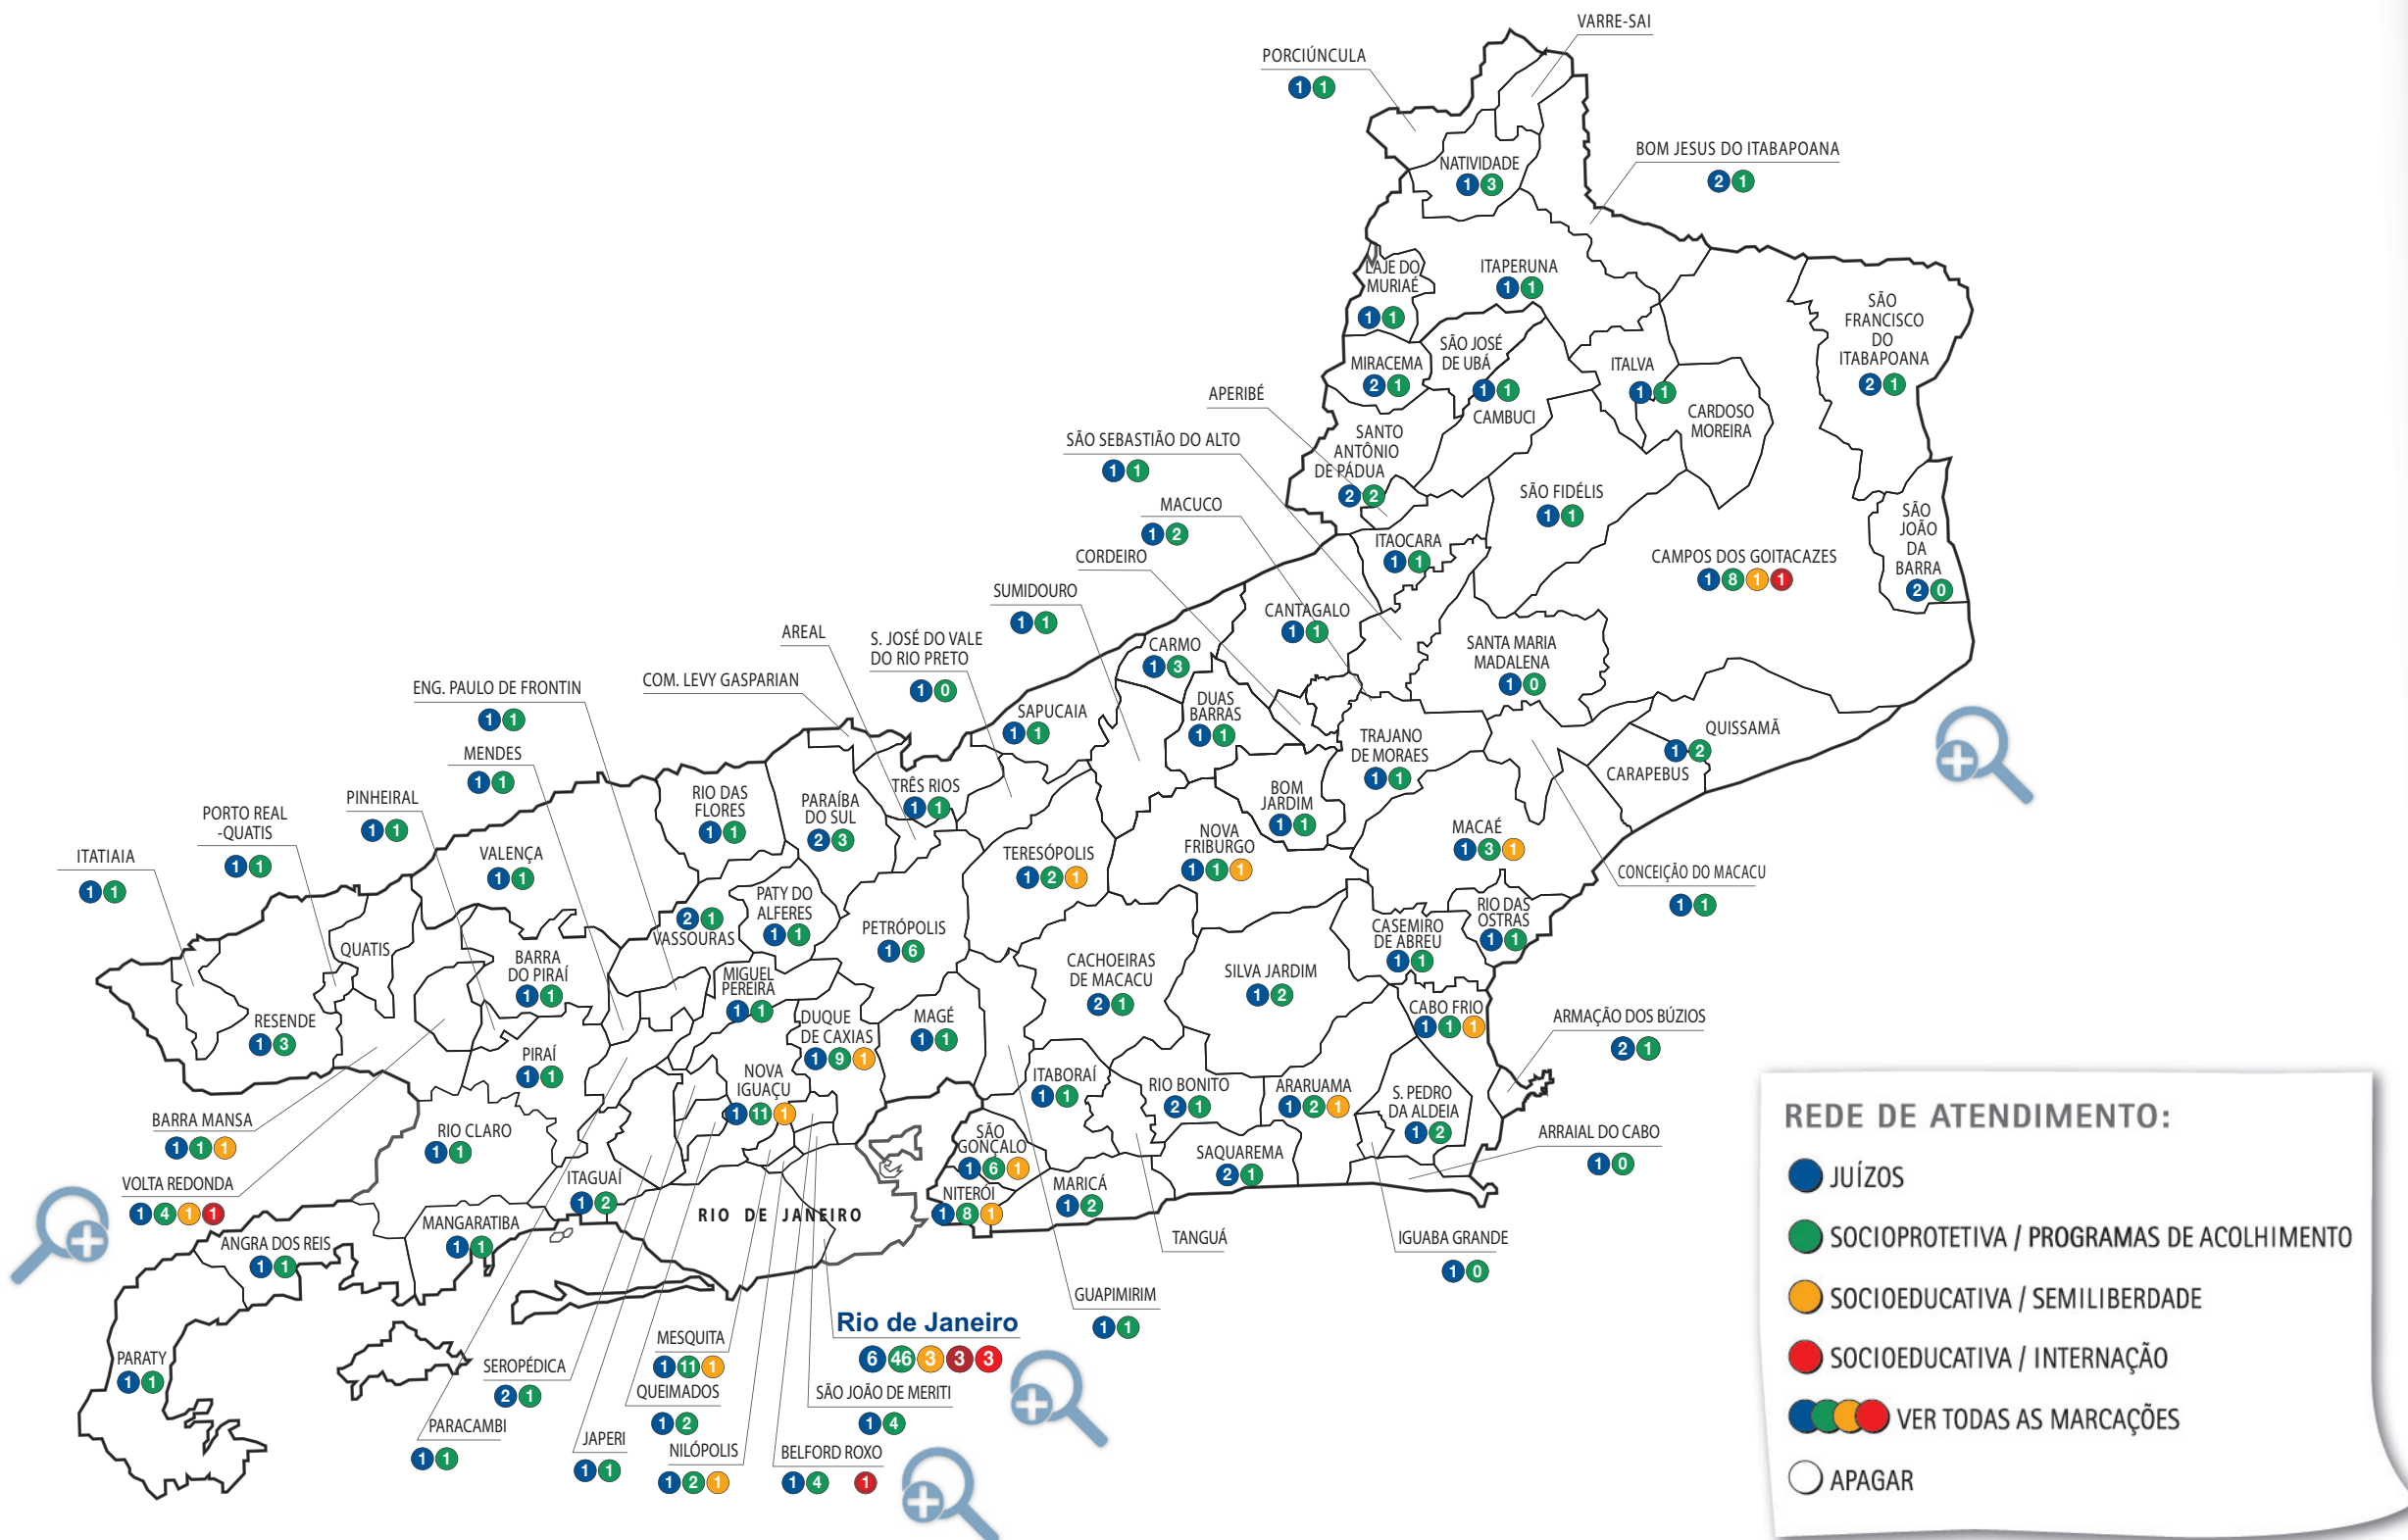 VARRE-SAI
PORCIÚNCULA
1 1
BOM JESUS DO ITABAPOANA
2 1
NATIVIDADE
1 3
LAJE DO
MURIAÉ
1 1
ITAPERUNA
1 1
SÃO
FRANCISCO
DO
ITABAPOANA
2 1
MIRACEMA
2 1
SÃO JOSÉ
DE UBÁ
1 1
CAMBUCI
ITALVA
1 1
CARDOSO
MOREIRA
APERIBÉ
SANTO
ANTÔNIO
DE PÁDUA
2 2
SÃO SEBASTIÃO DO ALTO
1 1
SÃO FIDÉLIS
1 1
MACUCO
1 2
SÃO
JOÃO
DA
BARRA
2 0
ITAOCARA
1 1
CAMPOS DOS GOITACAZES
1 8 1 1
CORDEIRO
SUMIDOURO
1 1
CANTAGALO
1 1
AREAL
S. JOSÉ DO VALE
DO RIO PRETO
1 0
CARMO
1 3
SANTA MARIA
MADALENA
1 0
COM. LEVY GASPARIAN
ENG. PAULO DE FRONTIN
1 1
SAPUCAIA
1 1
DUAS
BARRAS
1 1
TRAJANO
DE MORAES
1 1
QUISSAMÃ
1 2
CARAPEBUS
MENDES
1 1
PINHEIRAL
1 1
PORTO REAL
-QUATIS
1 1
RIO DAS
FLORES
1 1
PARAÍBA
DO SUL
2 3
TRÊS RIOS
1 1
BOM
JARDIM
1 1
ITATIAIA
1 1
VALENÇA
1 1
TERESÓPOLIS
1 2 1
NOVA
FRIBURGO
1 1 1
MACAÉ
1 3 1
CONCEIÇÃO DO MACACU
1 1
2 1
VASSOURAS
PATY DO
ALFERES
1 1
PETRÓPOLIS
1 6
RIO DAS
OSTRAS
1 1
CASEMIRO
DE ABREU
1 1
QUATIS
BARRA
DO PIRAÍ
1 1
MIGUEL
PEREIRA
1 1
CACHOEIRAS
DE MACACU
2 1
SILVA JARDIM
1 2
CABO FRIO
1 1 1
ARMAÇÃO DOS BÚZIOS
2 1
RESENDE
1 3
DUQUE
DE CAXIAS
1 9 1
MAGÉ
1 1
PIRAÍ
1 1
NOVA
IGUAÇU
1 11 1
ITABORAÍ
1 1
RIO BONITO
2 1
ARARUAMA
1 2 1
S. PEDRO
DA ALDEIA
1 2
BARRA MANSA
1 1 1
RIO CLARO
1 1
SÃO
GONÇALO
1 6 1
SAQUAREMA
2 1
ARRAIAL DO CABO
1 0
VOLTA REDONDA
1 4 1 1
ITAGUAÍ
1 2
NITERÓI
1 8 1
MARICÁ
1 2
RIO DE JANEIRO
MANGARATIBA
1 1
ANGRA DOS REIS
1 1
TANGUÁ
IGUABA GRANDE
1 0
GUAPIMIRIM
1 1
PARATY
1 1
MESQUITA
1 11 1
Rio de Janeiro
6 46 3 3 3
SEROPÉDICA
2 1
QUEIMADOS
1 2
SÃO JOÃO DE MERITI
1 4
PARACAMBI
1 1
JAPERI
1 1
NILÓPOLIS
1 2 1
BELFORD ROXO
1 4 1
REDE DE ATENDIMENTO:
JUÍZOS
SOCIOPROTETIVA / PROGRAMAS DE ACOLHIMENTO
SOCIOEDUCATIVA / SEMILIBERDADE
SOCIOEDUCATIVA / INTERNAÇÃO
VER TODAS AS MARCAÇÕES
APAGAR